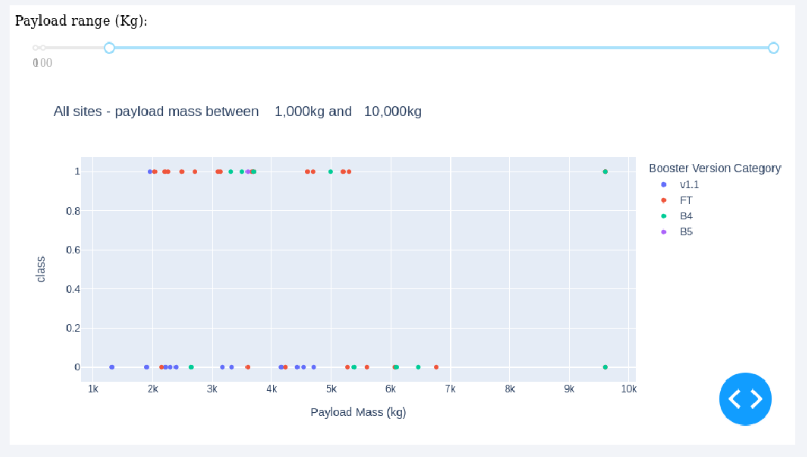 Payload range (Kg):
All sites - payload mass between 1,000kg and 10,000kg
Booster Version Category
v1.1
FT
B4
B5
1
0.8
0.6
0.4
0.2
0
class
1k 2k 3k 4k 5k 6k 7k 8k 9k 10k
Payload Mass (kg)